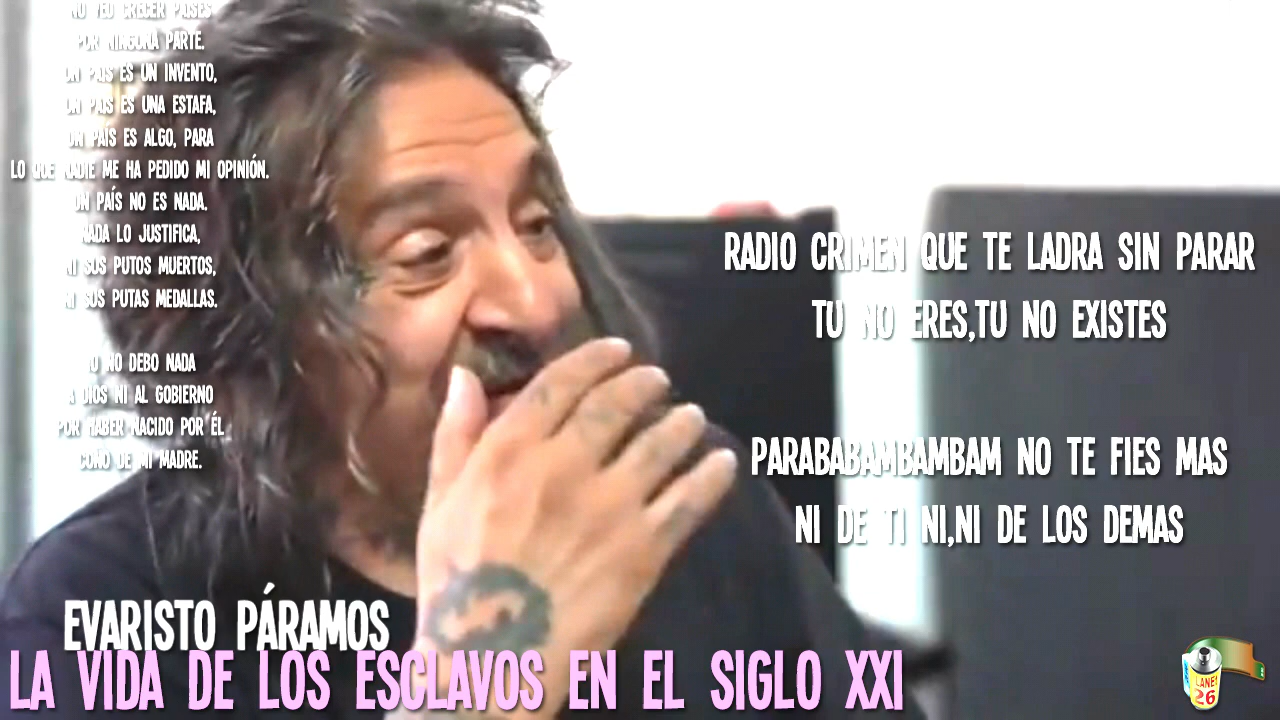 NO VEO CRECER PAÍSES
POR NINGUNA PARTE.
UN PAÍS ES UN INVENTO,
UN PAÍS ES UNA ESTAFA,
UN PAÍS ES ALGO, PARA
LO QUE NADIE ME HA PEDIDO MI OPINIÓN.
UN PAÍS NO ES NADA.
NADA LO JUSTIFICA,
NI SUS PUTOS MUERTOS,
NI SUS PUTAS MEDALLAS.
YO NO DEBO NADA
A DIOS NI AL GOBIERNO
POR HABER NACIDO POR ÉL
COÑO DE MI MADRE.
RADIO CRIMEN QUE TE LADRA SIN PARAR
TU NO ERES,TU NO EXISTES
PARABABAMBAMBAM NO TE FIES MAS
NI DE TI NI,NI DE LOS DEMAS
EVARISTO PÁRAMOS
LA VIDA DE LOS ESCLAVOS EN EL SIGLO XXI
26